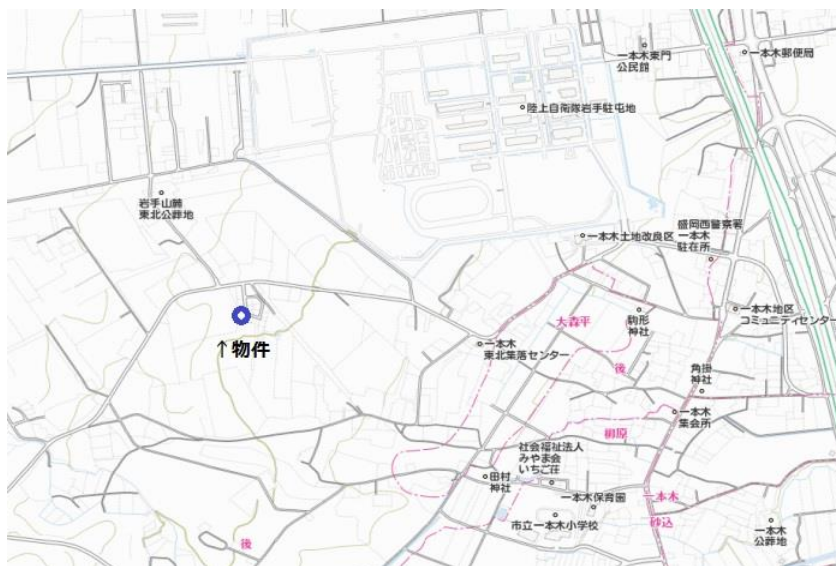 一本木東門
公民館
一本木郵便局
陸上自衛隊岩手駐屯地
岩手山麓
東北公葬地
一本木土地改良区
盛岡西警察署
一本木
駐在所
一本木地区
コミュニティセンター
大森平
駒形
神社
後
↑物件
一本木
東北集落センター
角掛
神社
一本木
集会所
柳原
社会福祉法人
みやま会
いちご荘
田村
神社
一本木保育園
一本木
砂込
市立一本木小学校
一本木
公葬地
後